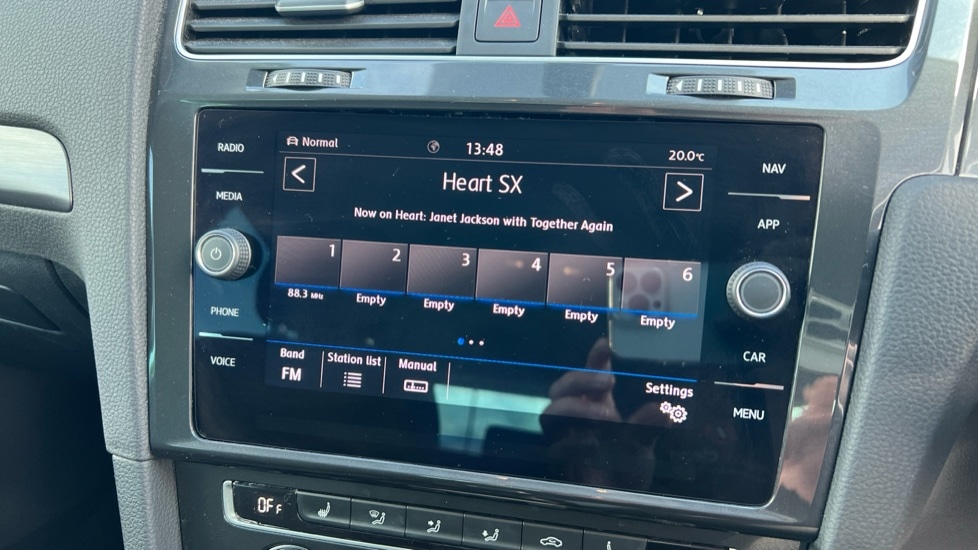 RADIO
MEDIA
PHONE
VOICE
Normal 13:48 20.0°C
< Heart SX >
Now on Heart: Janet Jackson with Together Again
1 2 3 4 5 6
88.3 MHz Empty Empty Empty Empty Empty
Band Station list Manual Settings
FM
NAV
APP
CAR
MENU
OFF